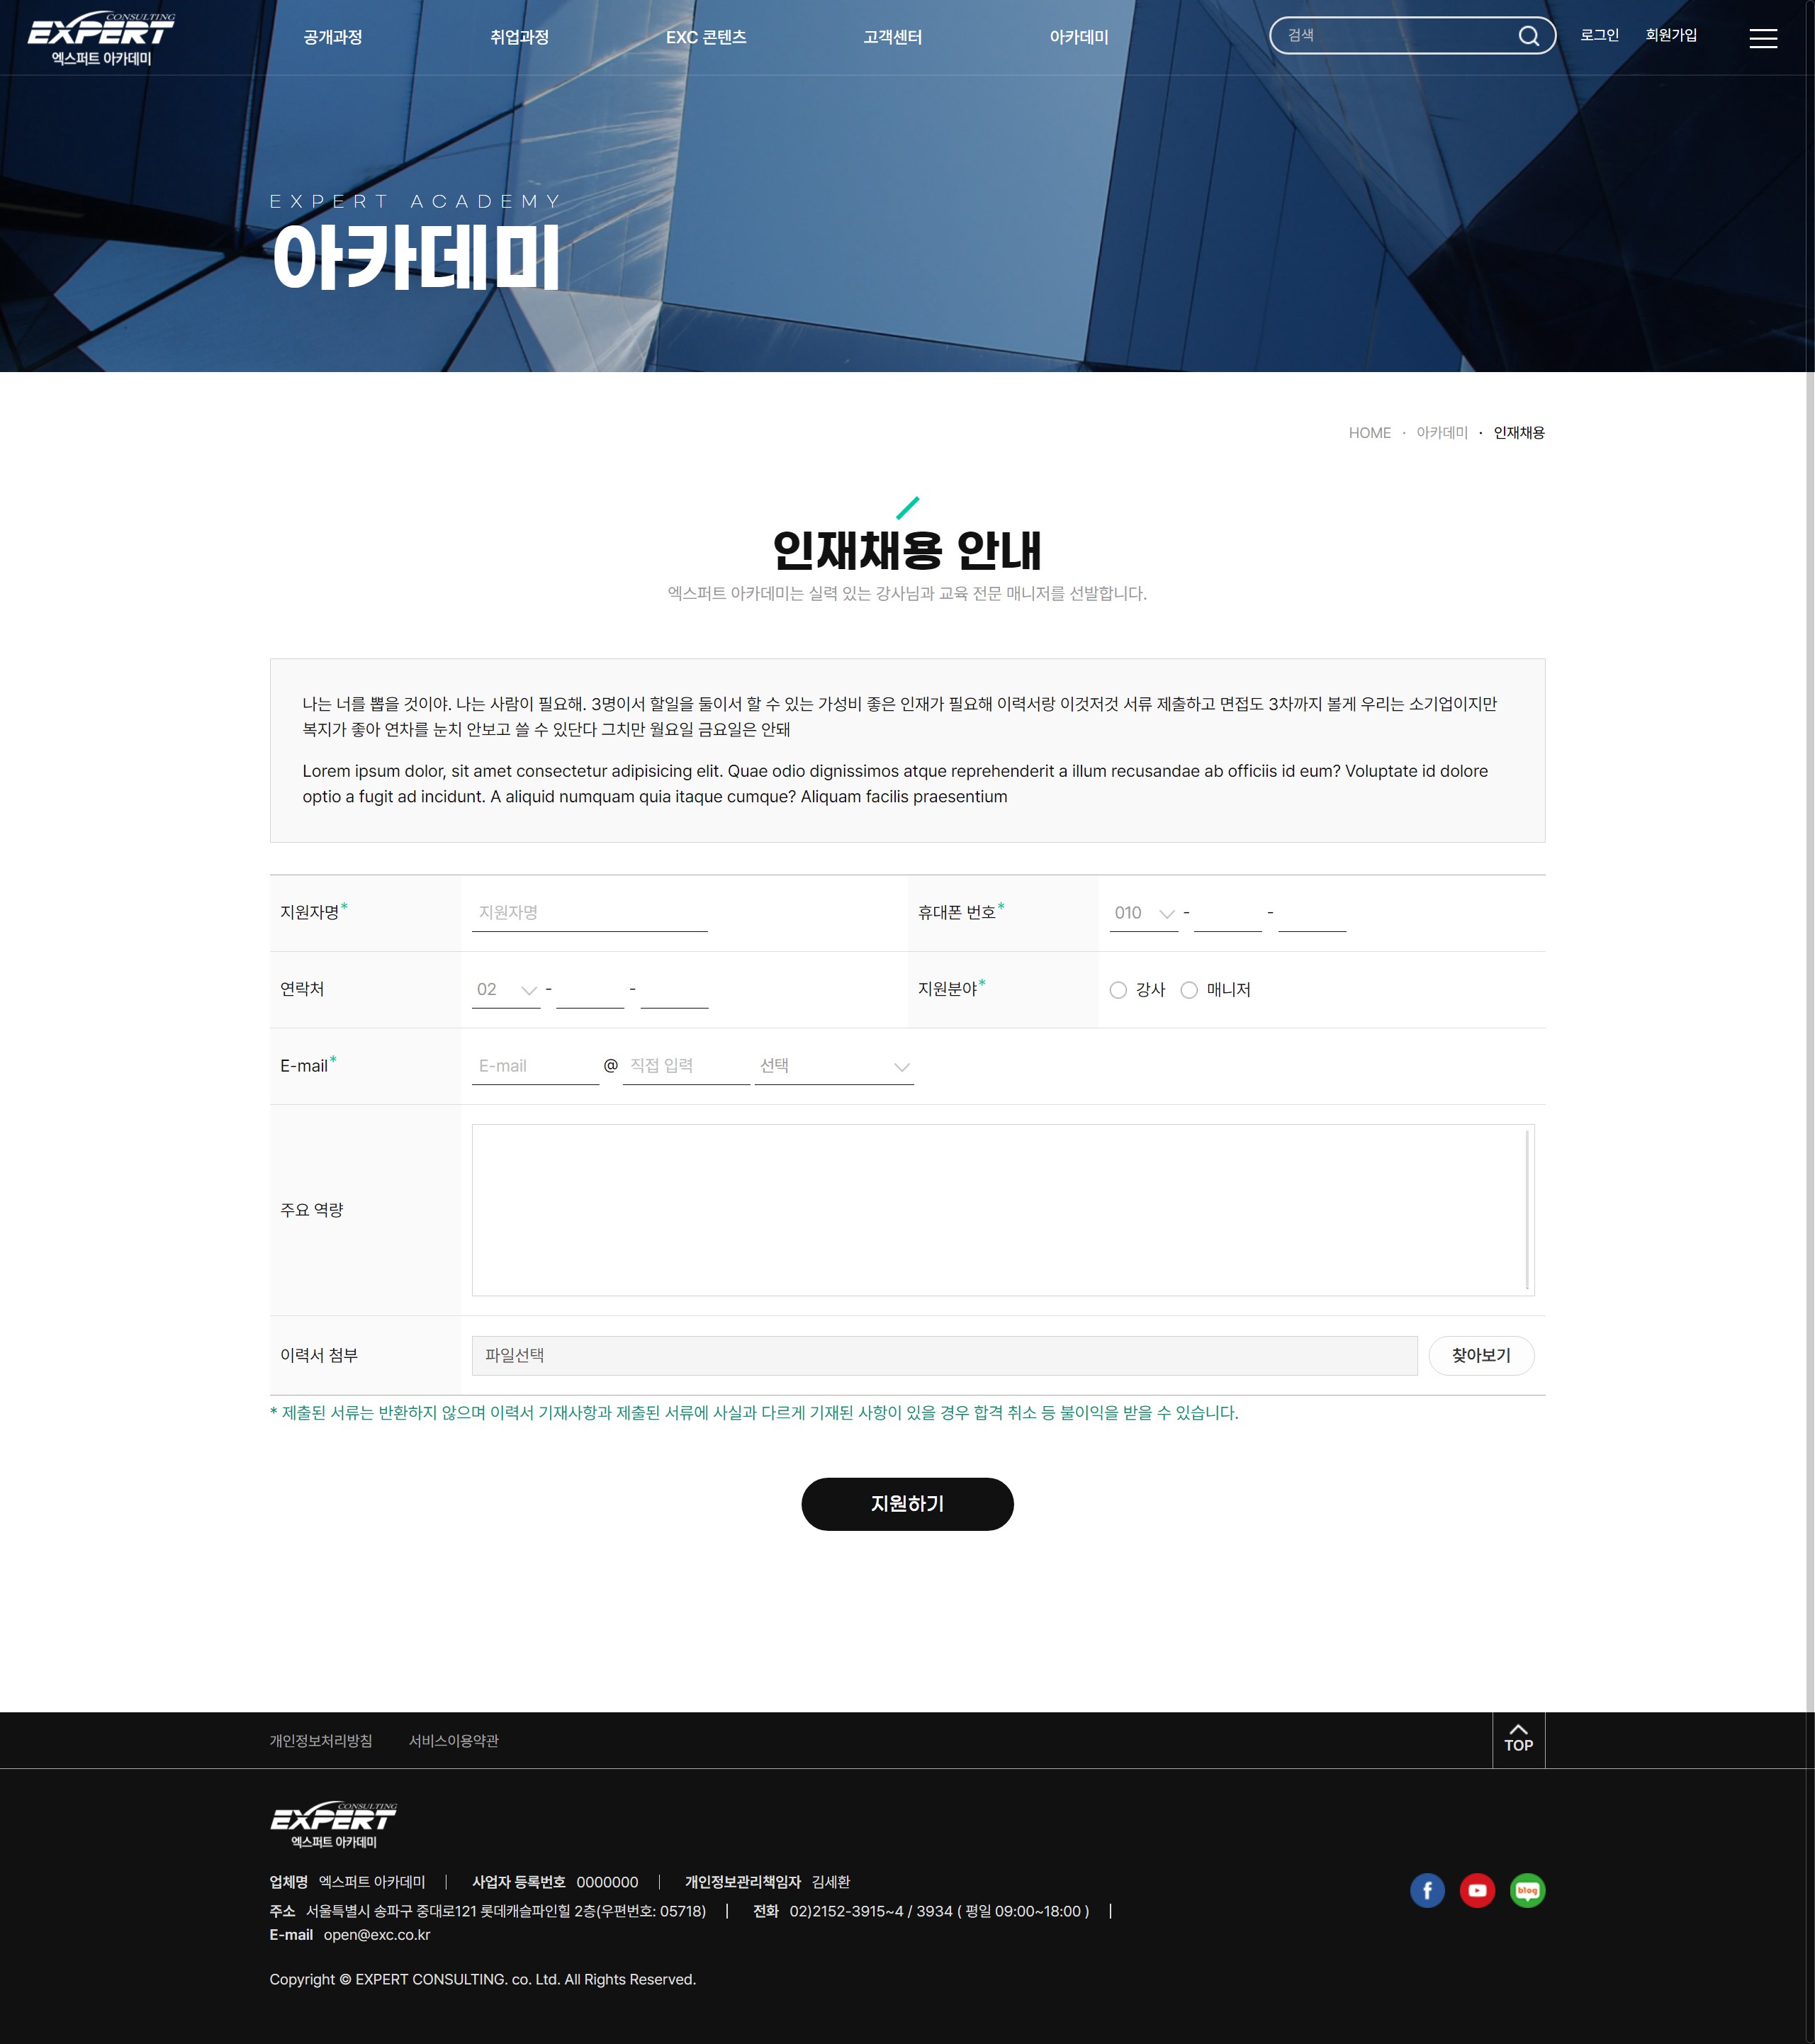 CONSULTING
EXPERT
엑스퍼트 아카데미
공개과정
취업과정
EXC 콘텐츠
고객센터
아카데미
검색
로그인
회원가입
EXPERT ACADEMY
아카데미
HOME · 아카데미 · 인재채용
인재채용 안내
엑스퍼트 아카데미는 실력 있는 강사님과 교육 전문 매니저를 선발합니다.
나는 너를 뽑을 것이야. 나는 사람이 필요해. 3명이서 할일을 둘이서 할 수 있는 가성비 좋은 인재가 필요해 이력서랑 이것저것 서류 제출하고 면접도 3차까지 볼게 우리는 소기업이지만
복지가 좋아 연차를 눈치 안보고 쓸 수 있단다 그치만 월요일 금요일은 안돼
Lorem ipsum dolor, sit amet consectetur adipisicing elit. Quae odio dignissimos atque reprehenderit a illum recusandae ab officiis id eum? Voluptate id dolore
optio a fugit ad incidunt. A aliquid numquam quia itaque cumque? Aliquam facilis praesentium
지원자명*
지원자명
휴대폰 번호*
010 - -
연락처
02 - -
지원분야*
강사 매니저
E-mail*
E-mail @ 직접 입력 선택
주요 역량
이력서 첨부
파일선택
찾아보기
* 제출된 서류는 반환하지 않으며 이력서 기재사항과 제출된 서류에 사실과 다르게 기재된 사항이 있을 경우 합격 취소 등 불이익을 받을 수 있습니다.
지원하기
개인정보처리방침
서비스이용약관
TOP
CONSULTING
EXPERT
엑스퍼트 아카데미
업체명 엑스퍼트 아카데미 | 사업자 등록번호 0000000 | 개인정보관리책임자 김세환
주소 서울특별시 송파구 중대로121 롯데캐슬파인힐 2층(우편번호: 05718) | 전화 02)2152-3915~4 / 3934 ( 평일 09:00~18:00 ) |
E-mail open@exc.co.kr
f
blog
Copyright © EXPERT CONSULTING. co. Ltd. All Rights Reserved.